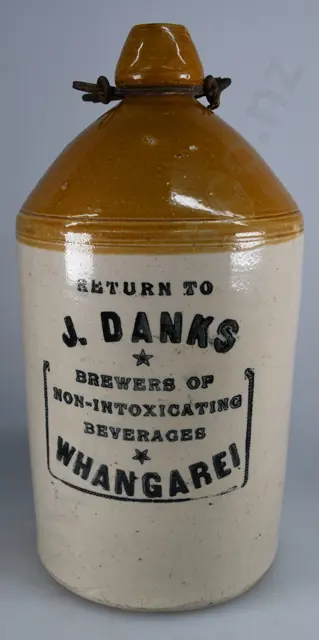 RETURN TO
J. DANKS
BREWERS OF
NON-INTOXICATING
BEVERAGES
WHANGAREI